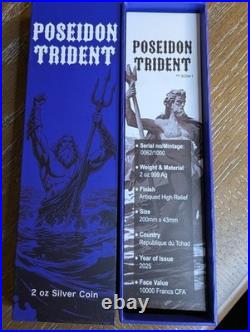 POSEIDON
TRIDENT
2 oz Silver Coin
POSEIDON
TRIDENT
Serial no/Mintage:
0062/1000
Weight & Material
2 oz 999 Ag
Finish
Antiqued High Relief
Size
200mm x 43mm
Country
Republique du Tchad
Year of Issue
2025
Face Value
10000 Francs CFA